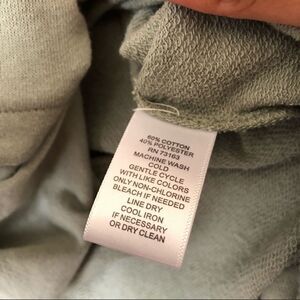 60% COTTON
40% POLYESTER
RN 73163
MACHINE WASH
COLD
GENTLE CYCLE
WITH LIKE COLORS
ONLY NON-CHLORINE
BLEACH IF NEEDED
LINE DRY
COOL IRON
IF NECESSARY
OR DRY CLEAN